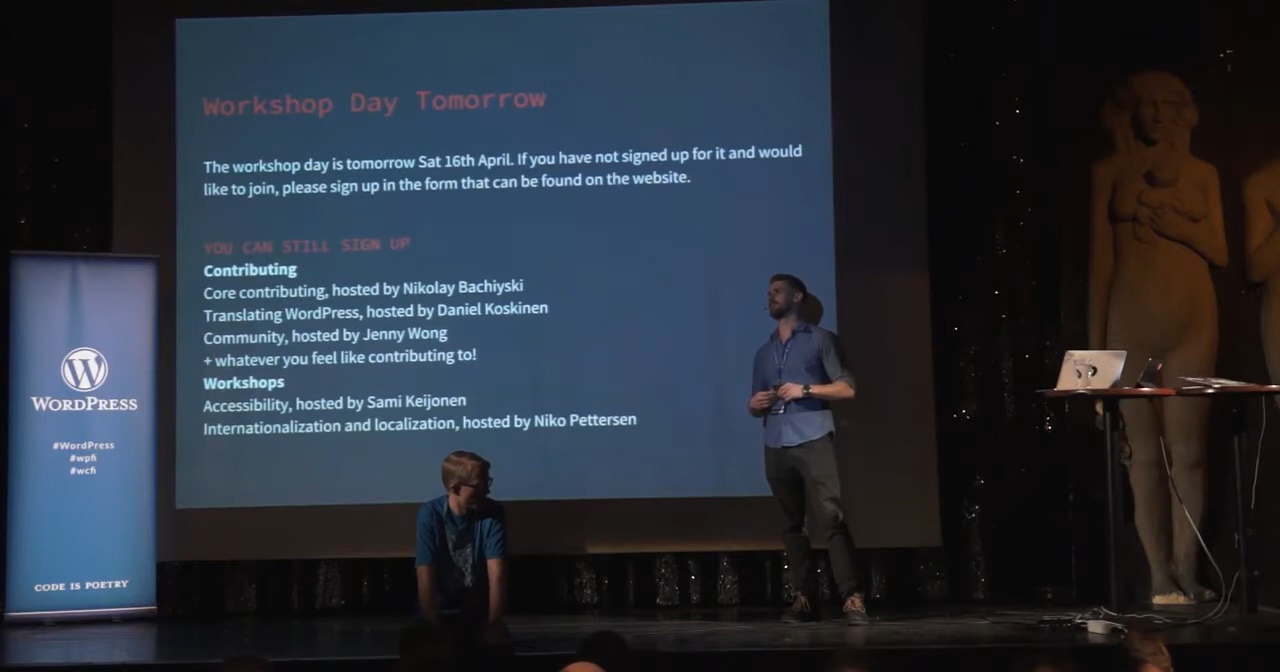 Workshop Day Tomorrow
The workshop day is tomorrow Sat 16th April. If you have not signed up for it and would
like to join, please sign up in the form that can be found on the website.
YOU CAN STILL SIGN UP
Contributing
Core contributing, hosted by Nikolay Bachiyski
Translating WordPress, hosted by Daniel Koskinen
Community, hosted by Jenny Wong
+ whatever you feel like contributing to!
Workshops
Accessibility, hosted by Sami Keijonen
Internationalization and localization, hosted by Niko Pettersen
WORDPRESS
#WordPress
#wpfi
#wcfi
CODE IS POETRY